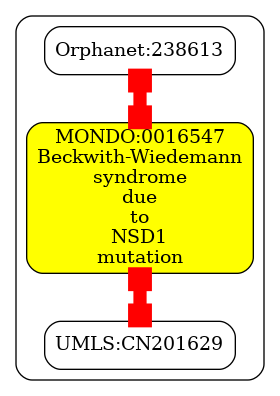 Orphanet:238613
MONDO:0016547
Beckwith-Wiedemann
syndrome
due
to
NSD1
mutation
UMLS:CN201629